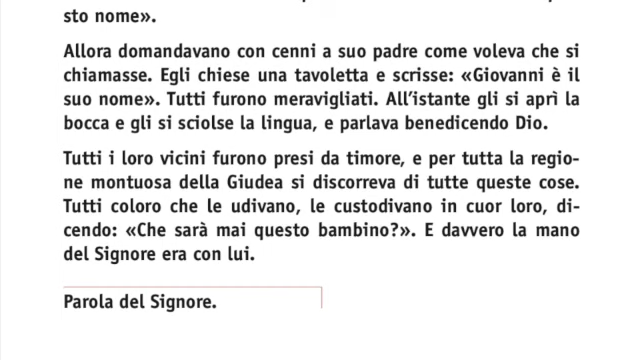 sto nome».
Allora domandavano con cenni a suo padre come voleva che si
chiamasse. Egli chiese una tavoletta e scrisse: «Giovanni è il
suo nome». Tutti furono meravigliati. All’istante gli si aprì la
bocca e gli si sciolse la lingua, e parlava benedicendo Dio.
Tutti i loro vicini furono presi da timore, e per tutta la regio-
ne montuosa della Giudea si discorreva di tutte queste cose.
Tutti coloro che le udivano, le custodivano in cuor loro, di-
cendo: «Che sarà mai questo bambino?». E davvero la mano
del Signore era con lui.
Parola del Signore.